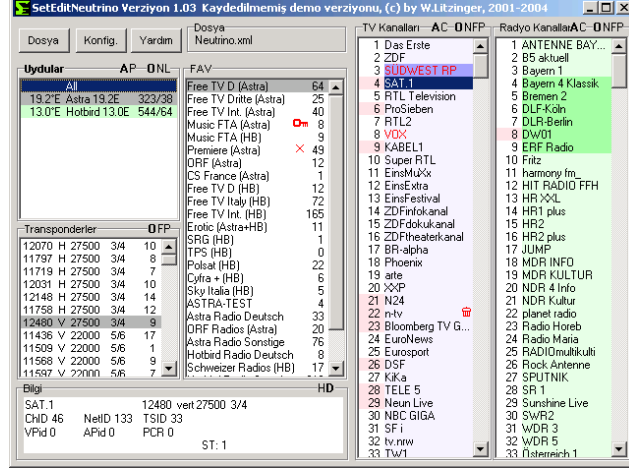 SetEditNeutrino Verziyon 1.03 Kaydedilmemiş demo verziyonu, (c) by W.Litzinger, 2001-2004
Dosya
Konfig.
Yardım
Dosya
Neutrino.xml
Uydular AP ONL
All
19.2°E Astra 19.2E 323/38
13.0°E Hotbird 13.0E 544/64
Transponderler OFP
12070 H 27500 3/4 10
11797 H 27500 3/4 8
11719 H 27500 3/4 7
12031 H 27500 3/4 10
12148 H 27500 3/4 14
11758 H 27500 3/4 12
12480 V 27500 3/4 9
11436 V 22000 5/6 17
11509 V 22000 5/6 1
11568 V 22000 5/6 9
11597 V 22000 5/6 7
FAV
Free TV D (Astra) 64
Free TV Dritte (Astra) 25
Free TV Int. (Astra) 40
Music FTA (Astra) 8
Music FTA (HB) 9
Premiere (Astra) 49
ORF (Astra) 12
CS France (Astra) 1
Free TV D (HB) 12
Free TV Italy (HB) 72
Free TV Int. (HB) 165
Erotic (Astra+HB) 11
SRG (HB) 1
TPS (HB) 0
Polsat (HB) 22
Cyfra + (HB) 6
Sky Italia (HB) 5
ASTRA-TEST 4
Astra Radio Deutsch 33
ORF Radios (Astra) 20
Astra Radio Sonstige 76
Hotbird Radio Deutsch 8
Schweizer Radios (HB) 17
TV Kanalları AC ONFP
1 Das Erste
2 ZDF
3 SÜDWEST RP
4 SAT.1
5 RTL Television
6 ProSieben
7 RTL2
8 VOX
9 KABEL1
10 Super RTL
11 EinsMuXx
12 EinsExtra
13 EinsFestival
14 ZDFinfokanal
15 ZDFdokukanal
16 ZDFtheaterkanal
17 BR-alpha
18 Phoenix
19 arte
20 XXP
21 N24
22 n-tv
23 Bloomberg TV G...
24 EuroNews
25 Eurosport
26 DSF
27 KiKa
28 TELE 5
29 Neun Live
30 NBC GIGA
31 SF i
32 tv.nrw
33 TW1
Radyo Kanalları AC ONFP
1 ANTENNE BAY...
2 B5 aktuell
3 Bayern 1
4 Bayern 4 Klassik
5 Bremen 2
6 DLF-Köln
7 DLR-Berlin
8 DW01
9 ERF Radio
10 Fritz
11 harmony fm_
12 HIT RADIO FFH
13 HR XXL
14 HR1 plus
15 HR2
16 HR2 plus
17 JUMP
18 MDR INFO
19 MDR KULTUR
20 NDR 4 Info
21 NDR Kultur
22 planet radio
23 Radio Horeb
24 Radio Maria
25 RADIOmultikulti
26 Rock Antenne
27 SPUTNIK
28 SR 1
29 Sunshine Live
30 SWR2
31 WDR 3
32 WDR 5
33 Österreich 1
Bilgi HD
SAT.1 12480 vert 27500 3/4
ChID 46 NetID 133 TSID 33
VPid 0 APid 0 PCR 0
ST: 1